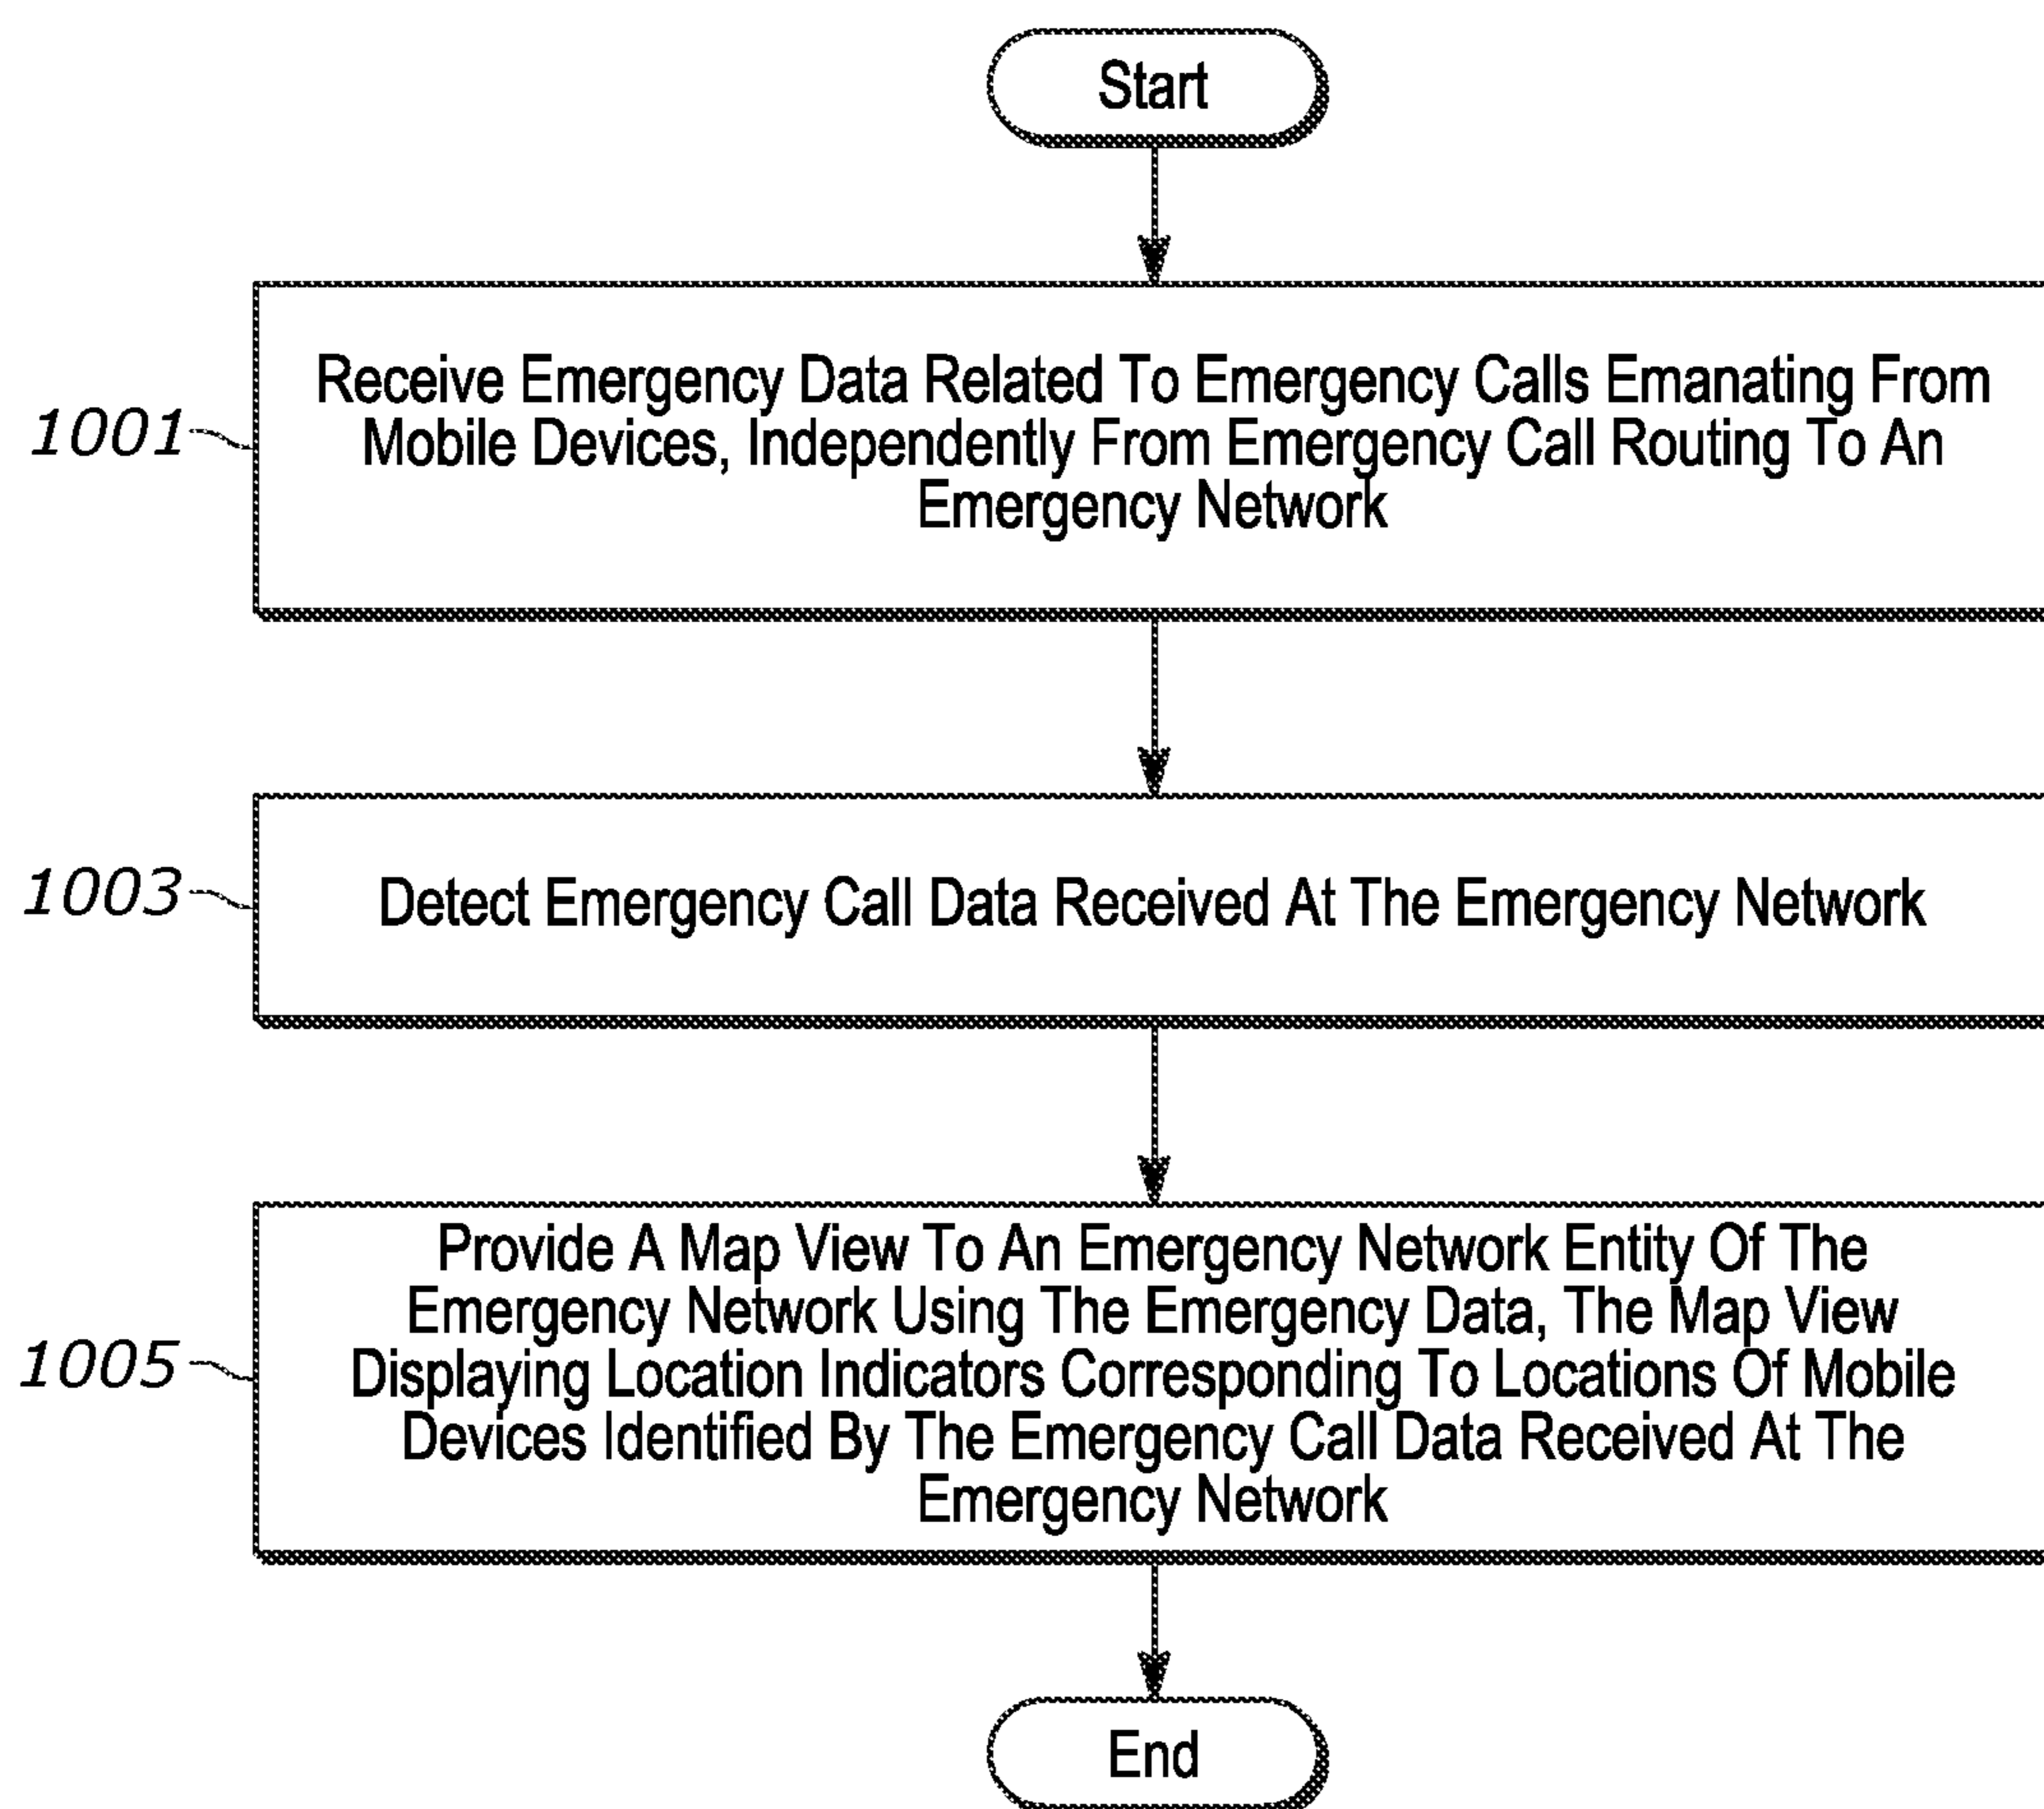 Start
Receive Emergency Data Related To Emergency Calls Emanating From
Mobile Devices, Independently From Emergency Call Routing To An
Emergency Network
1001
Detect Emergency Call Data Received At The Emergency Network
1003
Provide A Map View To An Emergency Network Entity Of The
Emergency Network Using The Emergency Data, The Map View
Displaying Location Indicators Corresponding To Locations Of Mobile
Devices Identified By The Emergency Call Data Received At The
Emergency Network
1005
End